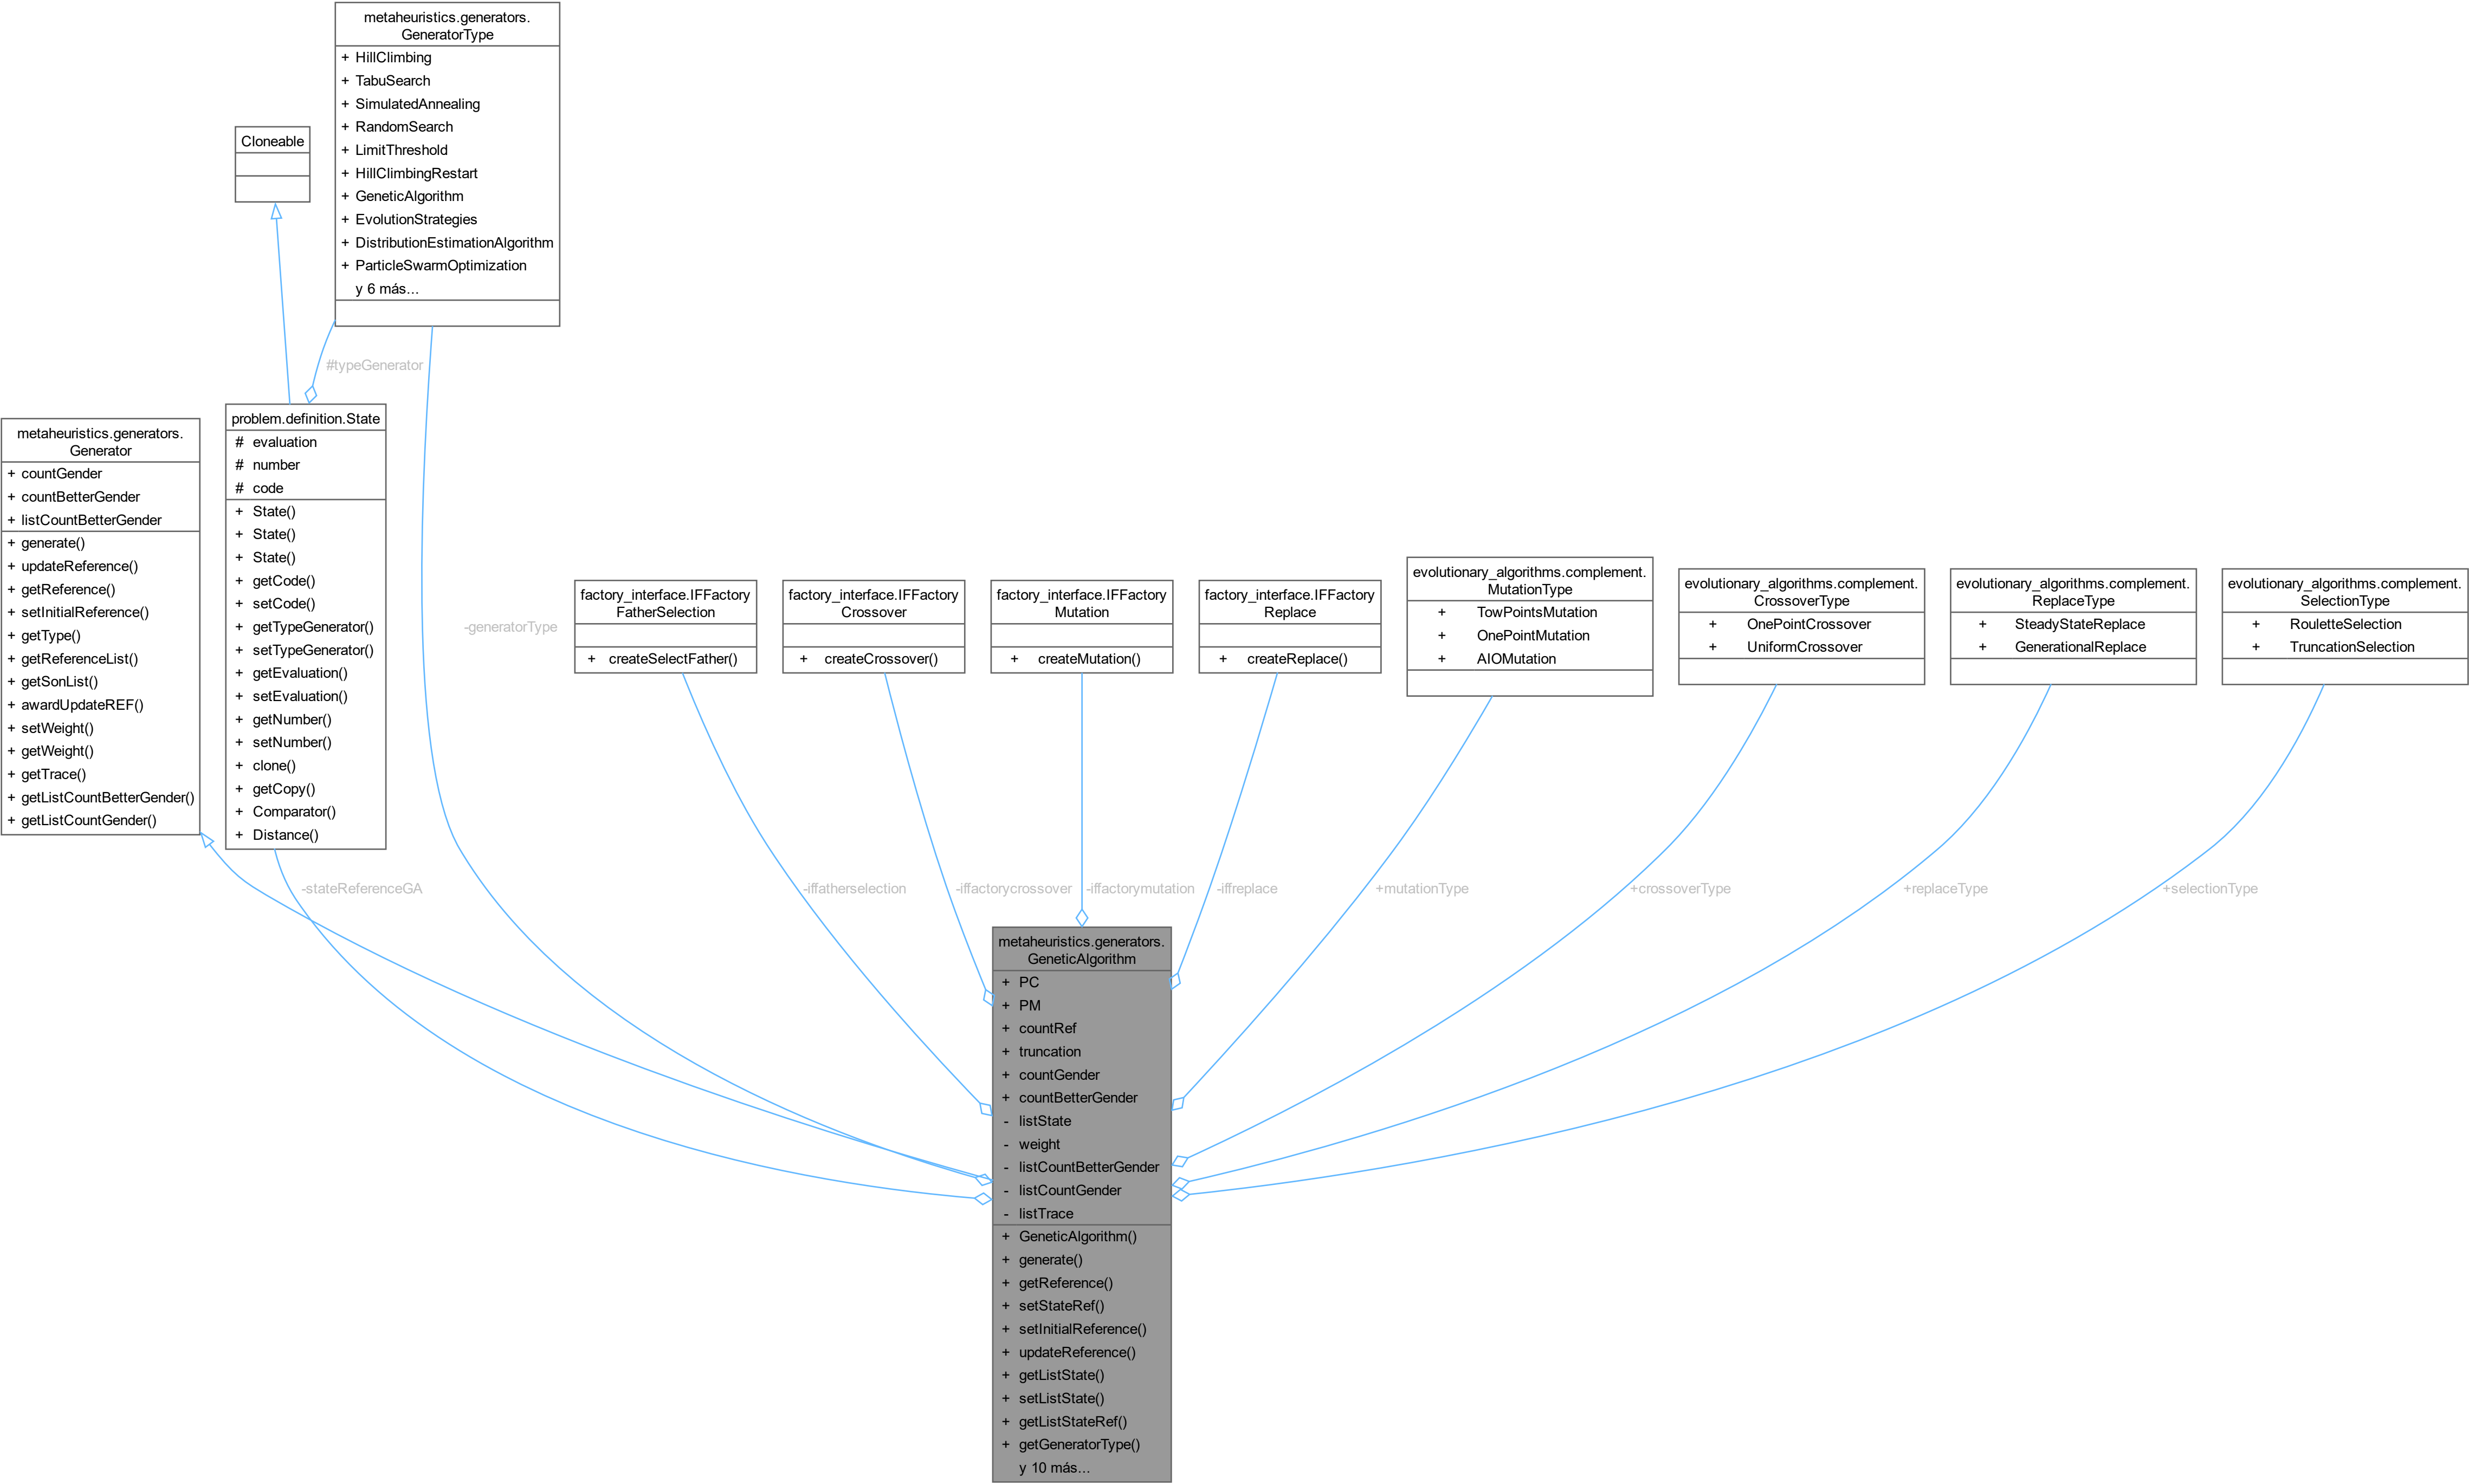 metaheuristics.generators.
GeneratorType
+ HillClimbing
+ TabuSearch
+ SimulatedAnnealing
+ RandomSearch
+ LimitThreshold
+ HillClimbingRestart
+ GeneticAlgorithm
+ EvolutionStrategies
+ DistributionEstimationAlgorithm
+ ParticleSwarmOptimization
y 6 más...
Cloneable
#typeGenerator
metaheuristics.generators.
Generator
+ countGender
+ countBetterGender
+ listCountBetterGender
+ generate()
+ updateReference()
+ getReference()
+ setInitialReference()
+ getType()
+ getReferenceList()
+ getSonList()
+ awardUpdateREF()
+ setWeight()
+ getWeight()
+ getTrace()
+ getListCountBetterGender()
+ getListCountGender()
problem.definition.State
# evaluation
# number
# code
+ State()
+ State()
+ State()
+ getCode()
+ setCode()
+ getTypeGenerator()
+ setTypeGenerator()
+ getEvaluation()
+ setEvaluation()
+ getNumber()
+ setNumber()
+ clone()
+ getCopy()
+ Comparator()
+ Distance()
-generatorType
factory_interface.IFFactory
FatherSelection
+ createSelectFather()
factory_interface.IFFactory
Crossover
+ createCrossover()
factory_interface.IFFactory
Mutation
+ createMutation()
factory_interface.IFFactory
Replace
+ createReplace()
evolutionary_algorithms.complement.
MutationType
+ TowPointsMutation
+ OnePointMutation
+ AIOMutation
evolutionary_algorithms.complement.
CrossoverType
+ OnePointCrossover
+ UniformCrossover
evolutionary_algorithms.complement.
ReplaceType
+ SteadyStateReplace
+ GenerationalReplace
evolutionary_algorithms.complement.
SelectionType
+ RouletteSelection
+ TruncationSelection
-stateReferenceGA
-iffatherselection
-iffactorycrossover
-iffactorymutation
-iffreplace
+mutationType
+crossoverType
+replaceType
+selectionType
metaheuristics.generators.
GeneticAlgorithm
+ PC
+ PM
+ countRef
+ truncation
+ countGender
+ countBetterGender
- listState
- weight
- listCountBetterGender
- listCountGender
- listTrace
+ GeneticAlgorithm()
+ generate()
+ getReference()
+ setStateRef()
+ setInitialReference()
+ updateReference()
+ getListState()
+ setListState()
+ getListStateRef()
+ getGeneratorType()
y 10 más...